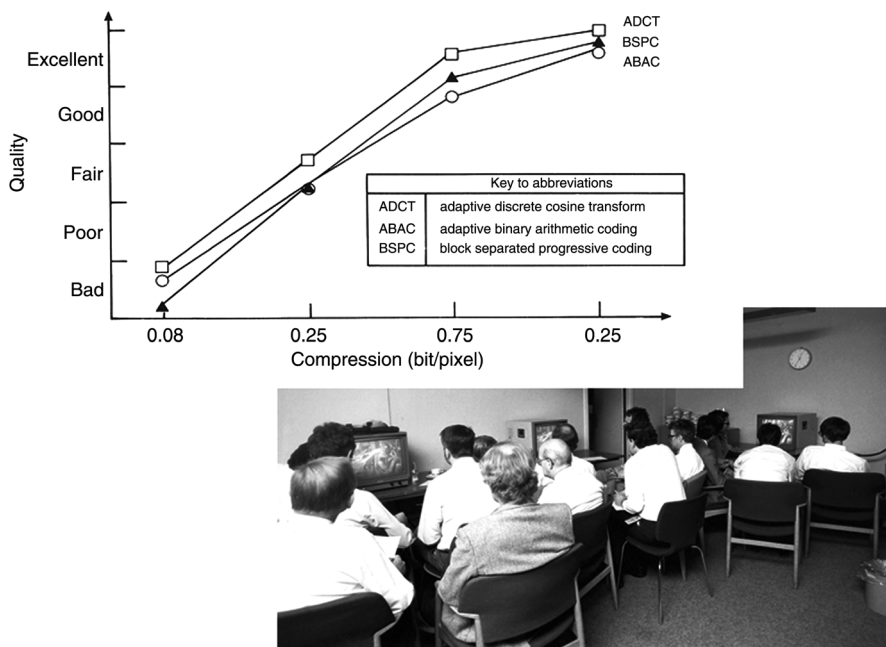 Quality
Excellent
Good
Fair
Poor
Bad
ADCT
BSPC
ABAC
Key to abbreviations
ADCT adaptive discrete cosine transform
ABAC adaptive binary arithmetic coding
BSPC block separated progressive coding
0.08 0.25 0.75 0.25
Compression (bit/pixel)